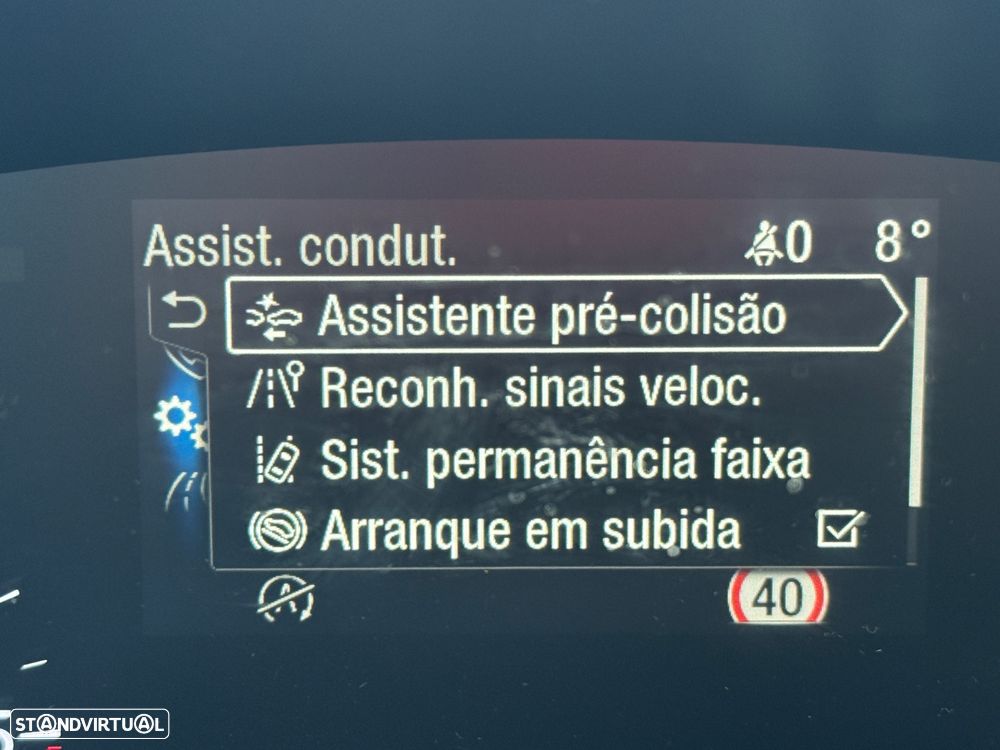 Assist. condut. 0 8°
Assistente pré-colisão
Reconh. sinais veloc.
Sist. permanência faixa
Arranque em subida
A 40
STANDVIRTUAL